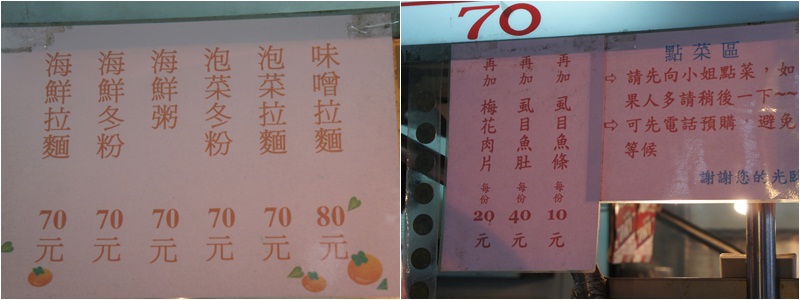 味噌拉麵 80元
泡菜拉麵 70元
泡菜冬粉 70元
海鮮粥 70元
海鮮冬粉 70元
海鮮拉麵 70元
70
再加 虱目魚條 每份 10元
再加 虱目魚肚 每份 40元
再加 梅花肉片 每份 20元
點菜區
⇨ 請先向小姐點菜，如
果人多請稍後一下~~
⇨ 可先電話預購，避免
等候
謝謝您的光臨